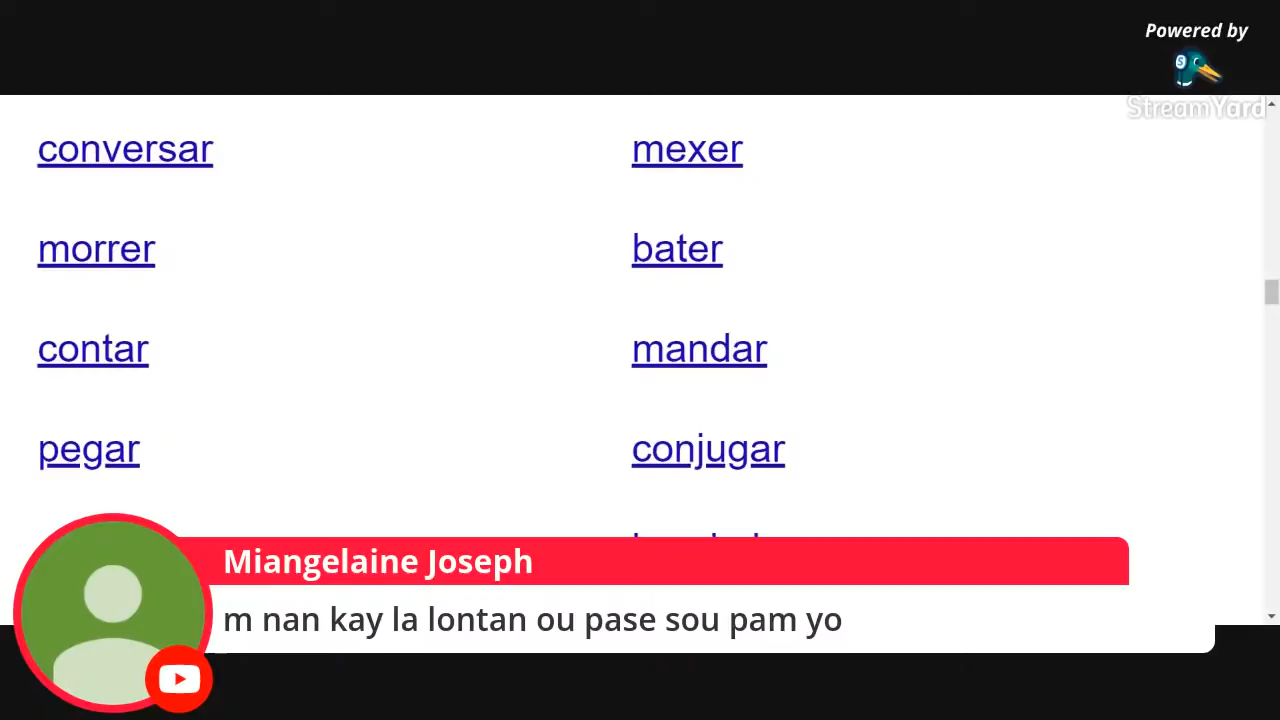 Powered by
StreamYard
conversar
mexer
morrer
bater
contar
mandar
pegar
conjugar
Miangelaine Joseph
m nan kay la lontan ou pase sou pam yo